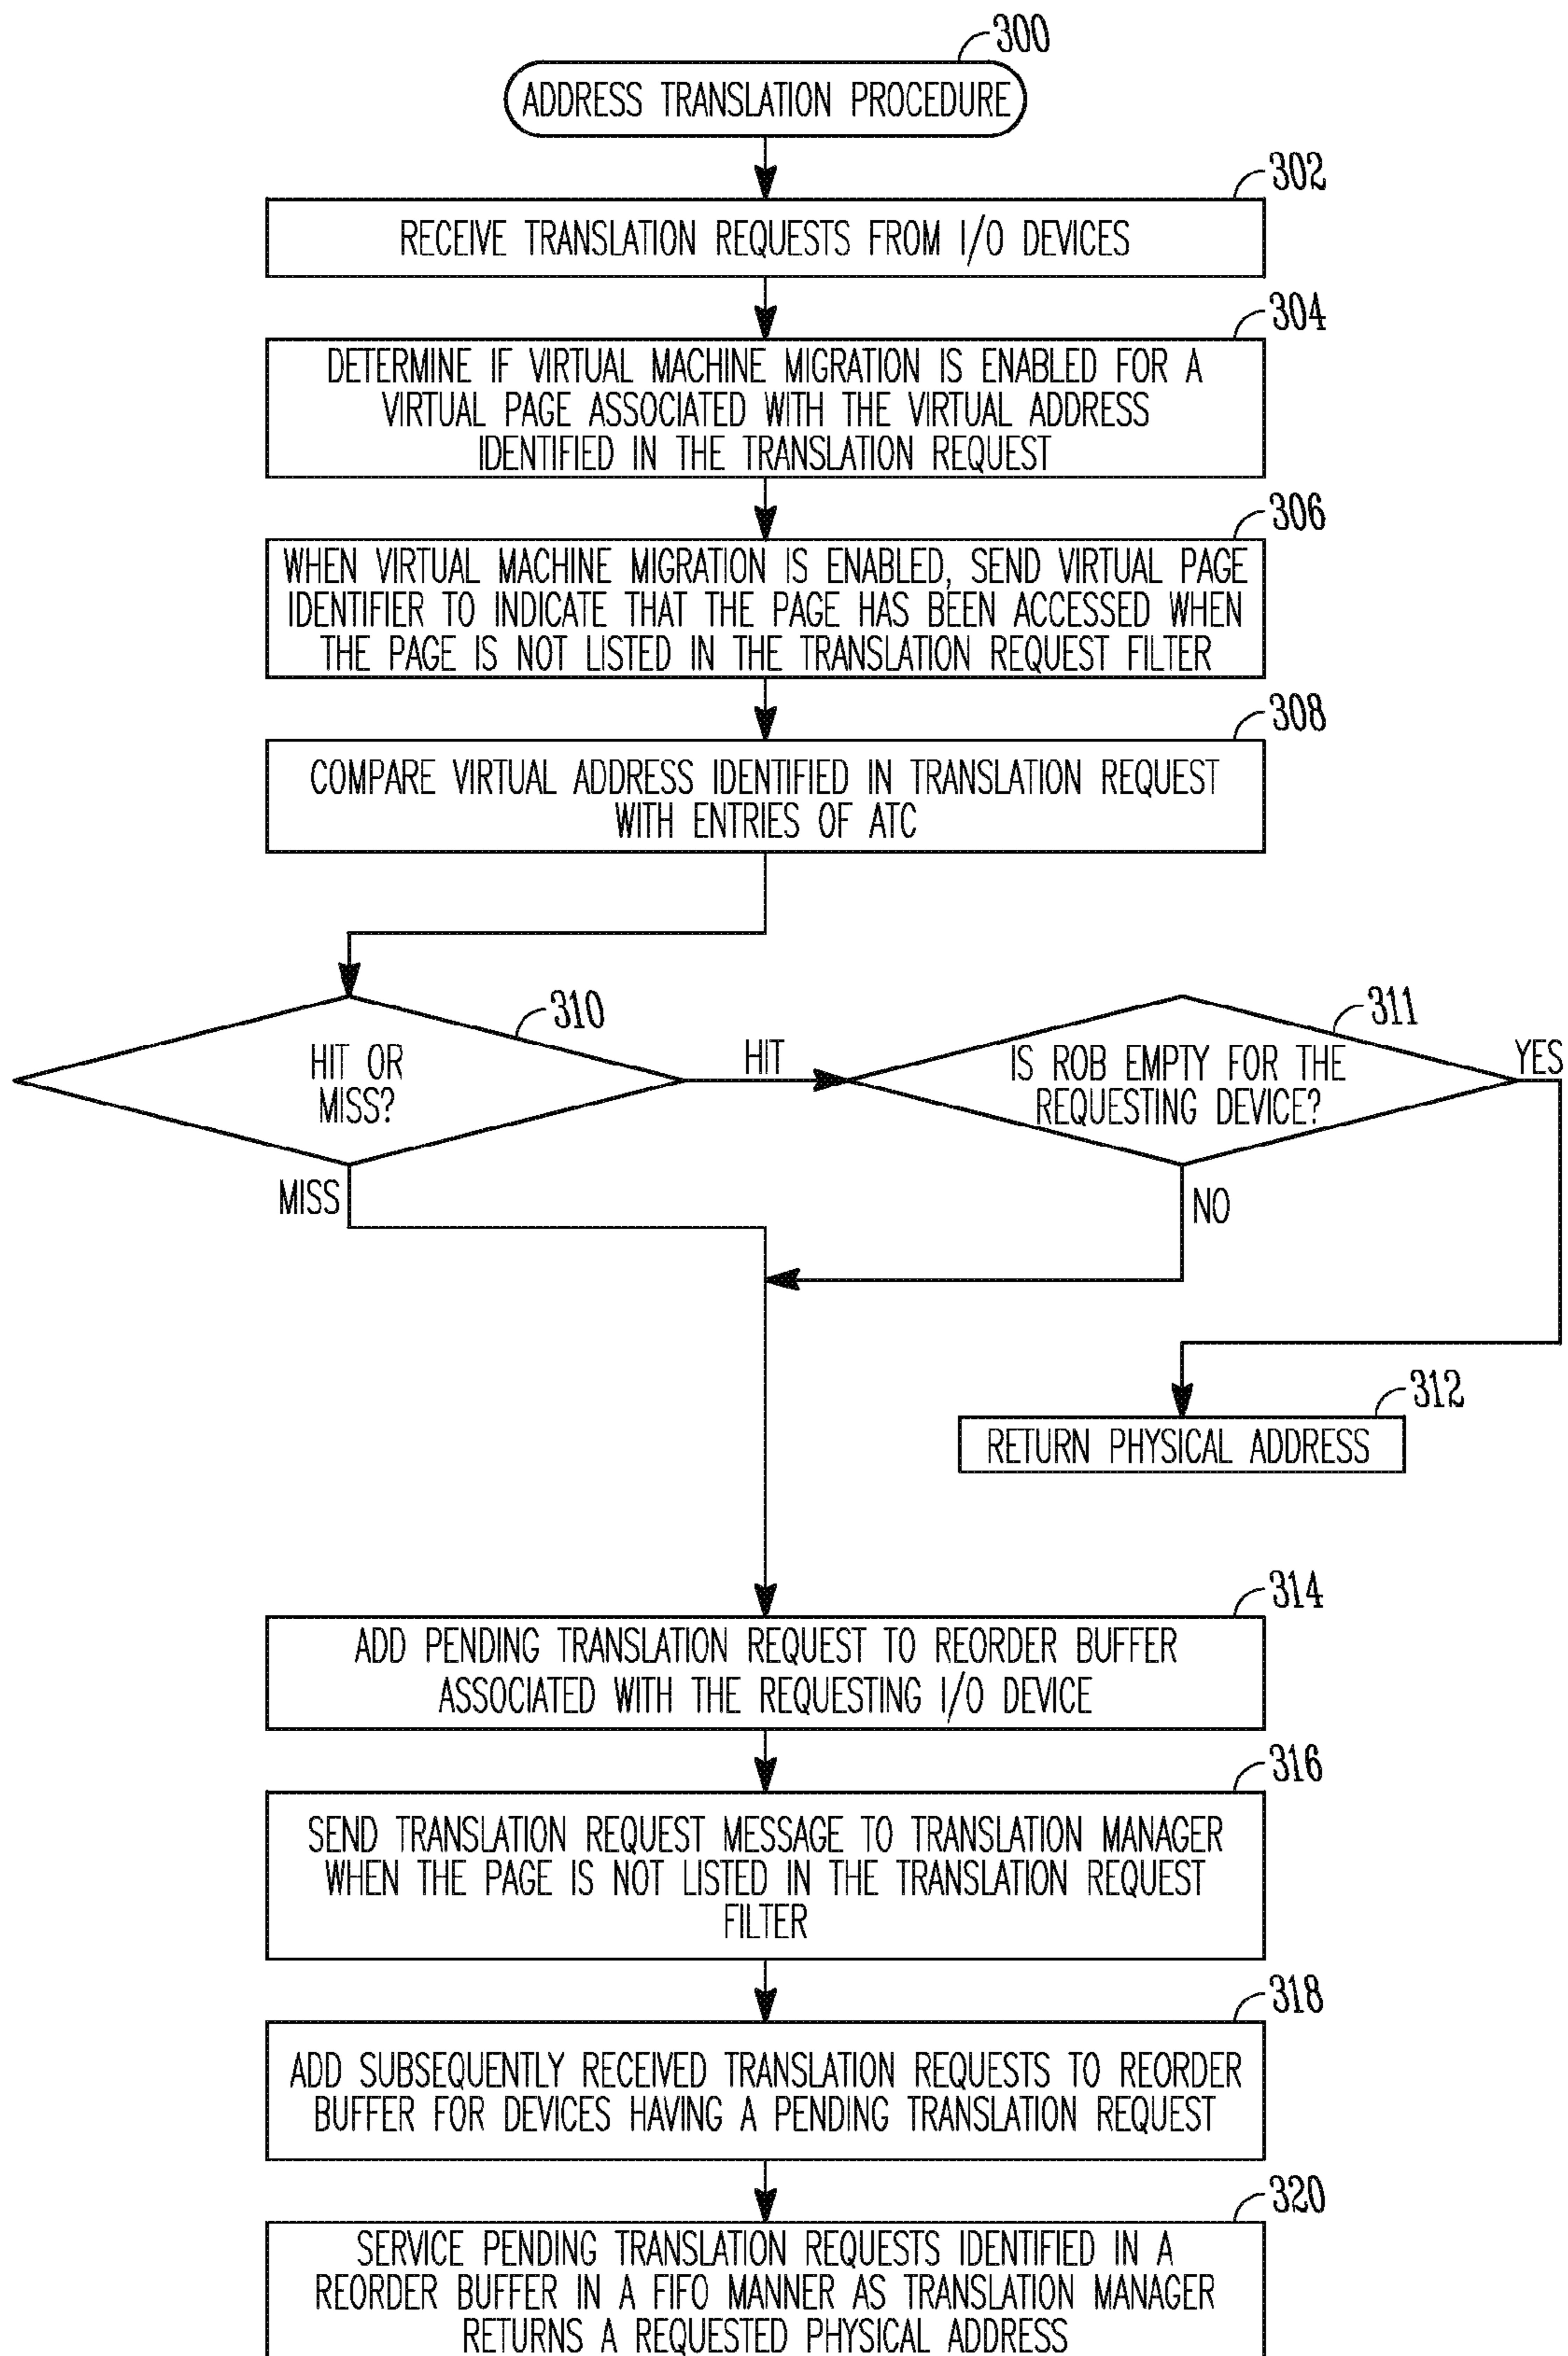 300
ADDRESS TRANSLATION PROCEDURE
302
RECEIVE TRANSLATION REQUESTS FROM I/O DEVICES
304
DETERMINE IF VIRTUAL MACHINE MIGRATION IS ENABLED FOR A
VIRTUAL PAGE ASSOCIATED WITH THE VIRTUAL ADDRESS
IDENTIFIED IN THE TRANSLATION REQUEST
306
WHEN VIRTUAL MACHINE MIGRATION IS ENABLED, SEND VIRTUAL PAGE
IDENTIFIER TO INDICATE THAT THE PAGE HAS BEEN ACCESSED WHEN
THE PAGE IS NOT LISTED IN THE TRANSLATION REQUEST FILTER
308
COMPARE VIRTUAL ADDRESS IDENTIFIED IN TRANSLATION REQUEST
WITH ENTRIES OF ATC
310
HIT OR
MISS?
HIT
MISS
311
IS ROB EMPTY FOR THE
REQUESTING DEVICE?
YES
NO
312
RETURN PHYSICAL ADDRESS
314
ADD PENDING TRANSLATION REQUEST TO REORDER BUFFER
ASSOCIATED WITH THE REQUESTING I/O DEVICE
316
SEND TRANSLATION REQUEST MESSAGE TO TRANSLATION MANAGER
WHEN THE PAGE IS NOT LISTED IN THE TRANSLATION REQUEST
FILTER
318
ADD SUBSEQUENTLY RECEIVED TRANSLATION REQUESTS TO REORDER
BUFFER FOR DEVICES HAVING A PENDING TRANSLATION REQUEST
320
SERVICE PENDING TRANSLATION REQUESTS IDENTIFIED IN A
REORDER BUFFER IN A FIFO MANNER AS TRANSLATION MANAGER
RETURNS A REQUESTED PHYSICAL ADDRESS